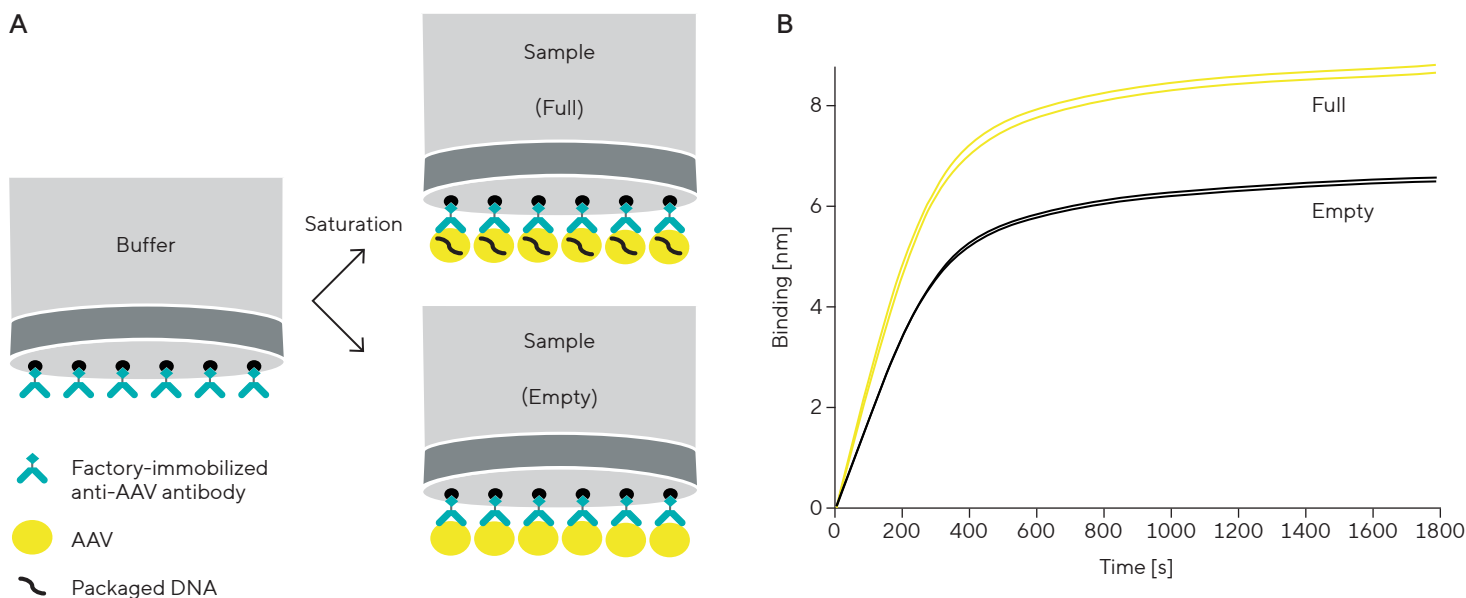 A
Sample
(Full)
Buffer
Saturation
Sample
(Empty)
Factory-immobilized
anti-AAV antibody
AAV
Packaged DNA
B
Binding [nm]
8
6
4
2
0
Full
Empty
0 200 400 600 800 1000 1200 1400 1600 1800
Time [s]